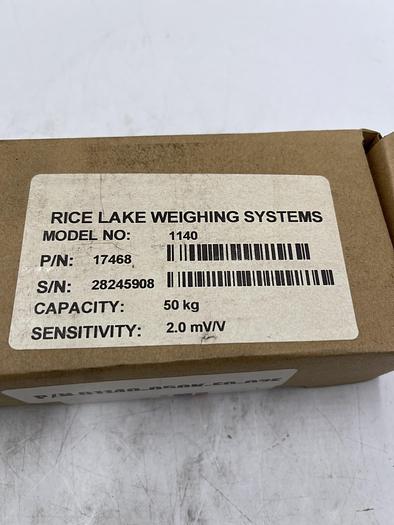 RICE LAKE WEIGHING SYSTEMS
MODEL NO: 1140
P/N: 17468
S/N: 28245908
CAPACITY: 50 kg
SENSITIVITY: 2.0 mV/V
P/N